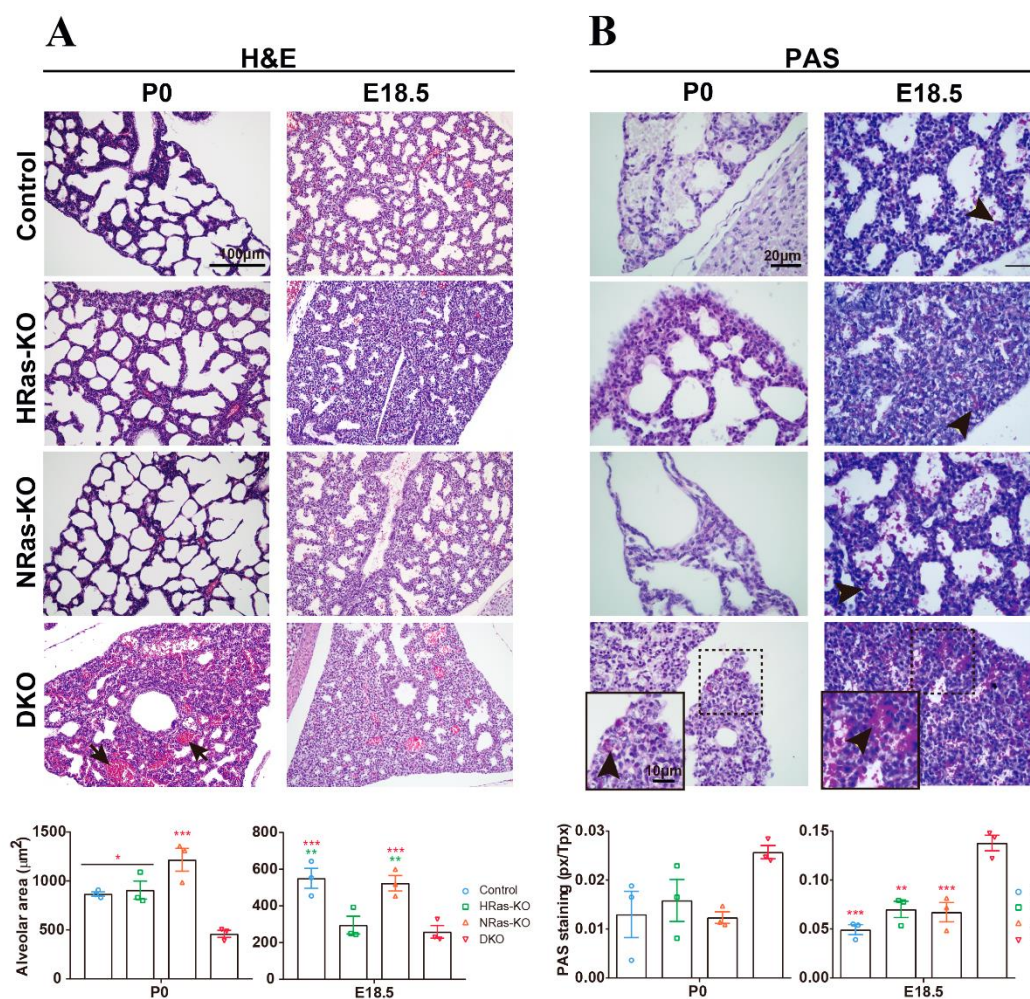 A
B
H&E
PAS
P0
E18.5
P0
E18.5
Control
HRas-KO
NRas-KO
DKO
100µm
20µm
10µm
Alveolar area (µm²)
1500
1000
500
0
*
***
P0
800
600
400
200
0
***
**
***
**
E18.5
Control
HRas-KO
NRas-KO
DKO
PAS staining (px/Tpx)
0.03
0.02
0.01
0.00
P0
0.15
0.10
0.05
0.00
***
**
***
E18.5